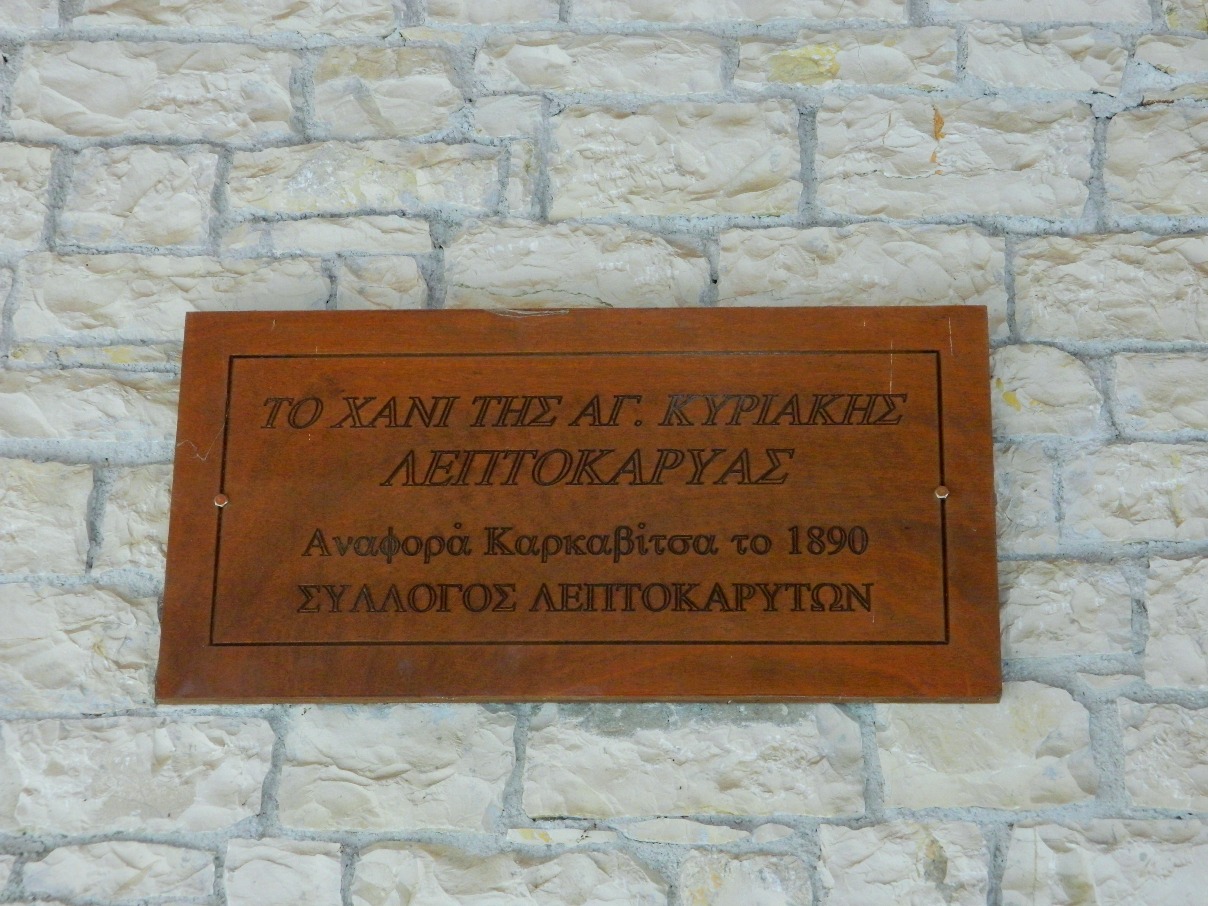 ΤΟ ΧΑΝΙ ΤΗΣ ΑΓ. ΚΥΡΙΑΚΗΣ
ΛΕΠΤΟΚΑΡΥΑΣ
Αναφορά Καρκαβίτσα το 1890
ΣΥΛΛΟΓΟΣ ΛΕΠΤΟΚΑΡΥΤΩΝ